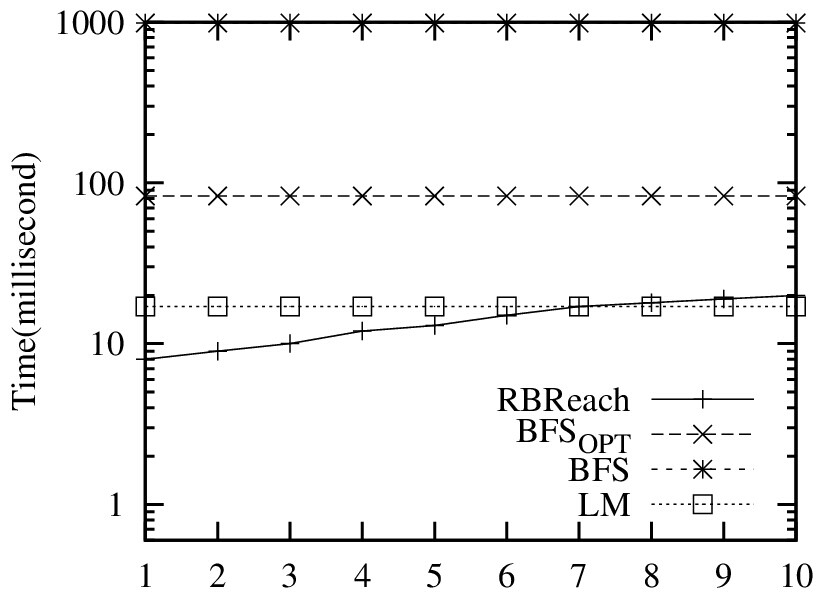 1000
100
10
1
Time(millisecond)
RBReach
BFSOPT
BFS
LM
1 2 3 4 5 6 7 8 9 10